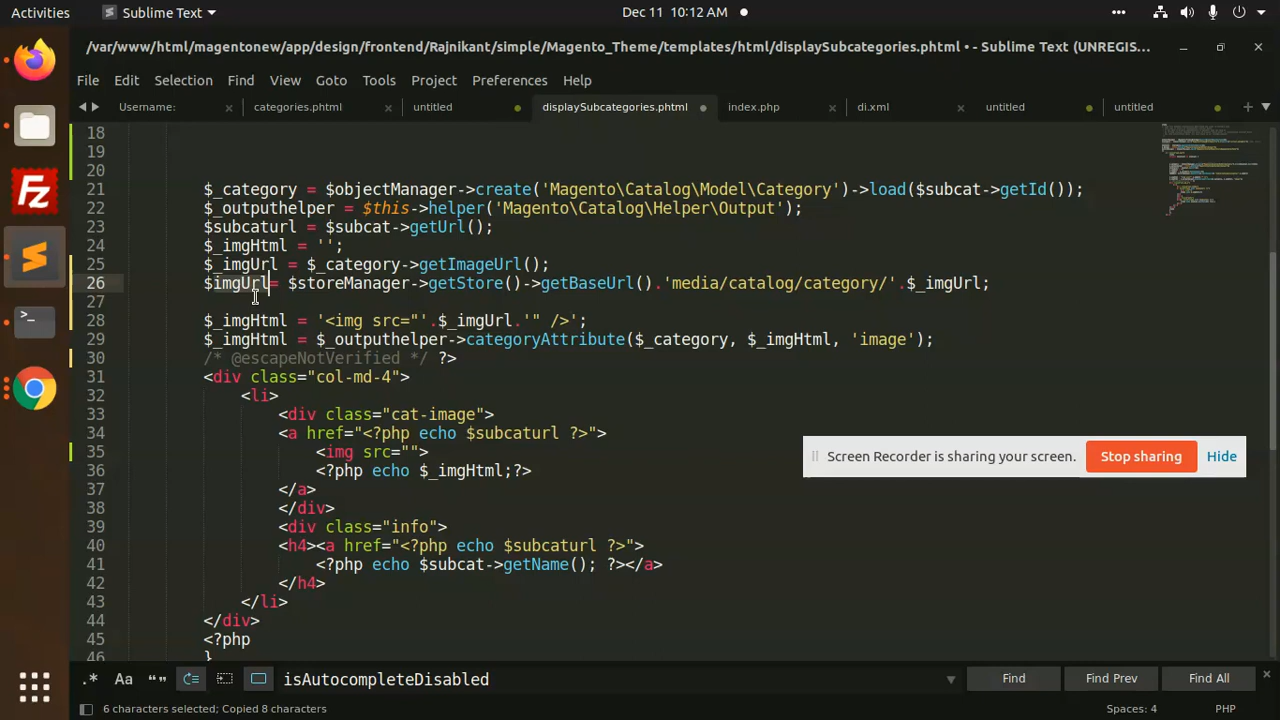 Activities
Sublime Text
Dec 11 10:12 AM
/var/www/html/magentonew/app/design/frontend/Rajnikant/simple/Magento_Theme/templates/html/displaySubcategories.phtml • - Sublime Text (UNREGIS...
File Edit Selection Find View Goto Tools Project Preferences Help
Username: categories.phtml untitled displaySubcategories.phtml index.php di.xml untitled untitled
18
19
20
21 $_category = $objectManager->create('Magento\Catalog\Model\Category')->load($subcat->getId());
22 $_outputhelper = $this->helper('Magento\Catalog\Helper\Output');
23 $subcaturl = $subcat->getUrl();
24 $_imgHtml = '';
25 $_imgUrl = $_category->getImageUrl();
26 $imgUrl= $storeManager->getStore()->getBaseUrl().'media/catalog/category/'.$_imgUrl;
27
28 $_imgHtml = '<img src="'.$_imgUrl.'" />';
29 $_imgHtml = $_outputhelper->categoryAttribute($_category, $_imgHtml, 'image');
30 /* @escapeNotVerified */ ?>
31 <div class="col-md-4">
32 <li>
33 <div class="cat-image">
34 <a href="<?php echo $subcaturl ?>">
35 <img src="">
36 <?php echo $_imgHtml;?>
37 </a>
38 </div>
39 <div class="info">
40 <h4><a href="<?php echo $subcaturl ?>">
41 <?php echo $subcat->getName(); ?></a>
42 </h4>
43 </li>
44 </div>
45 <?php
46 }
Screen Recorder is sharing your screen. Stop sharing Hide
.* Aa “” isAutocompleteDisabled Find Find Prev Find All
6 characters selected; Copied 8 characters Spaces: 4 PHP